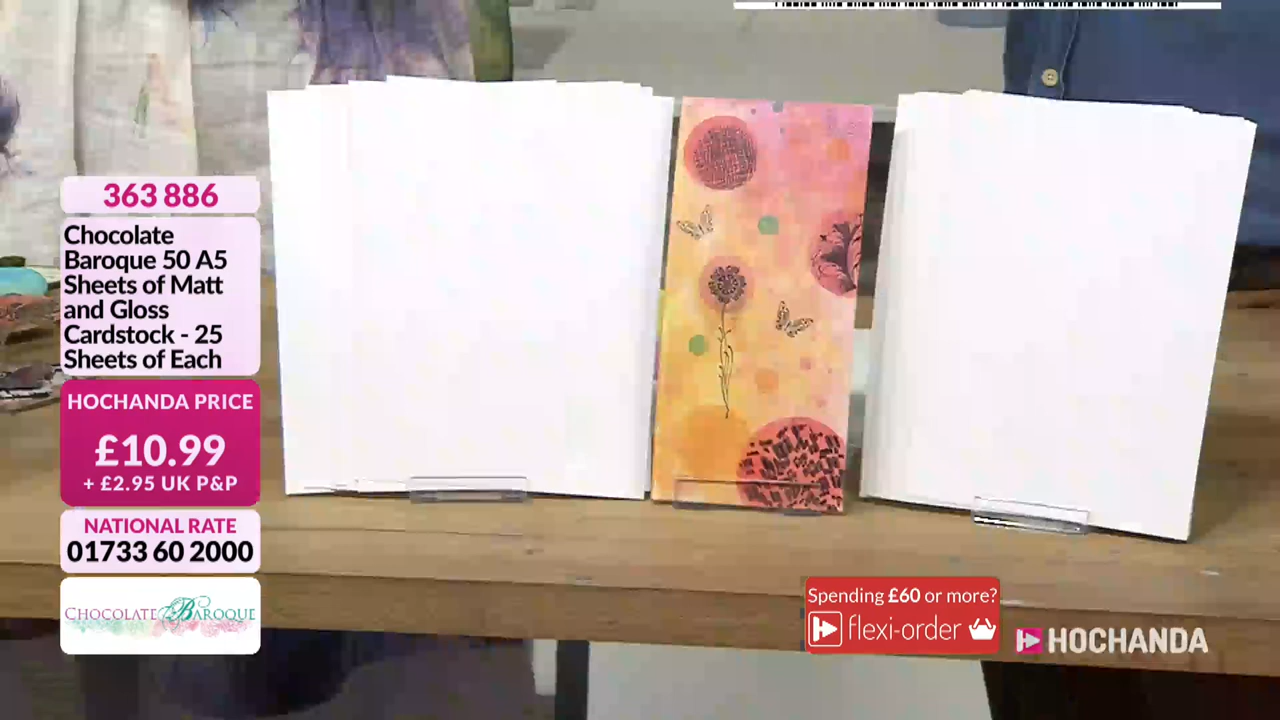 363 886
Chocolate
Baroque 50 A5
Sheets of Matt
and Gloss
Cardstock - 25
Sheets of Each
HOCHANDA PRICE
£10.99
+ £2.95 UK P&P
NATIONAL RATE
01733 60 2000
CHOCOLATE BAROQUE
Spending £60 or more?
flexi-order
HOCHANDA